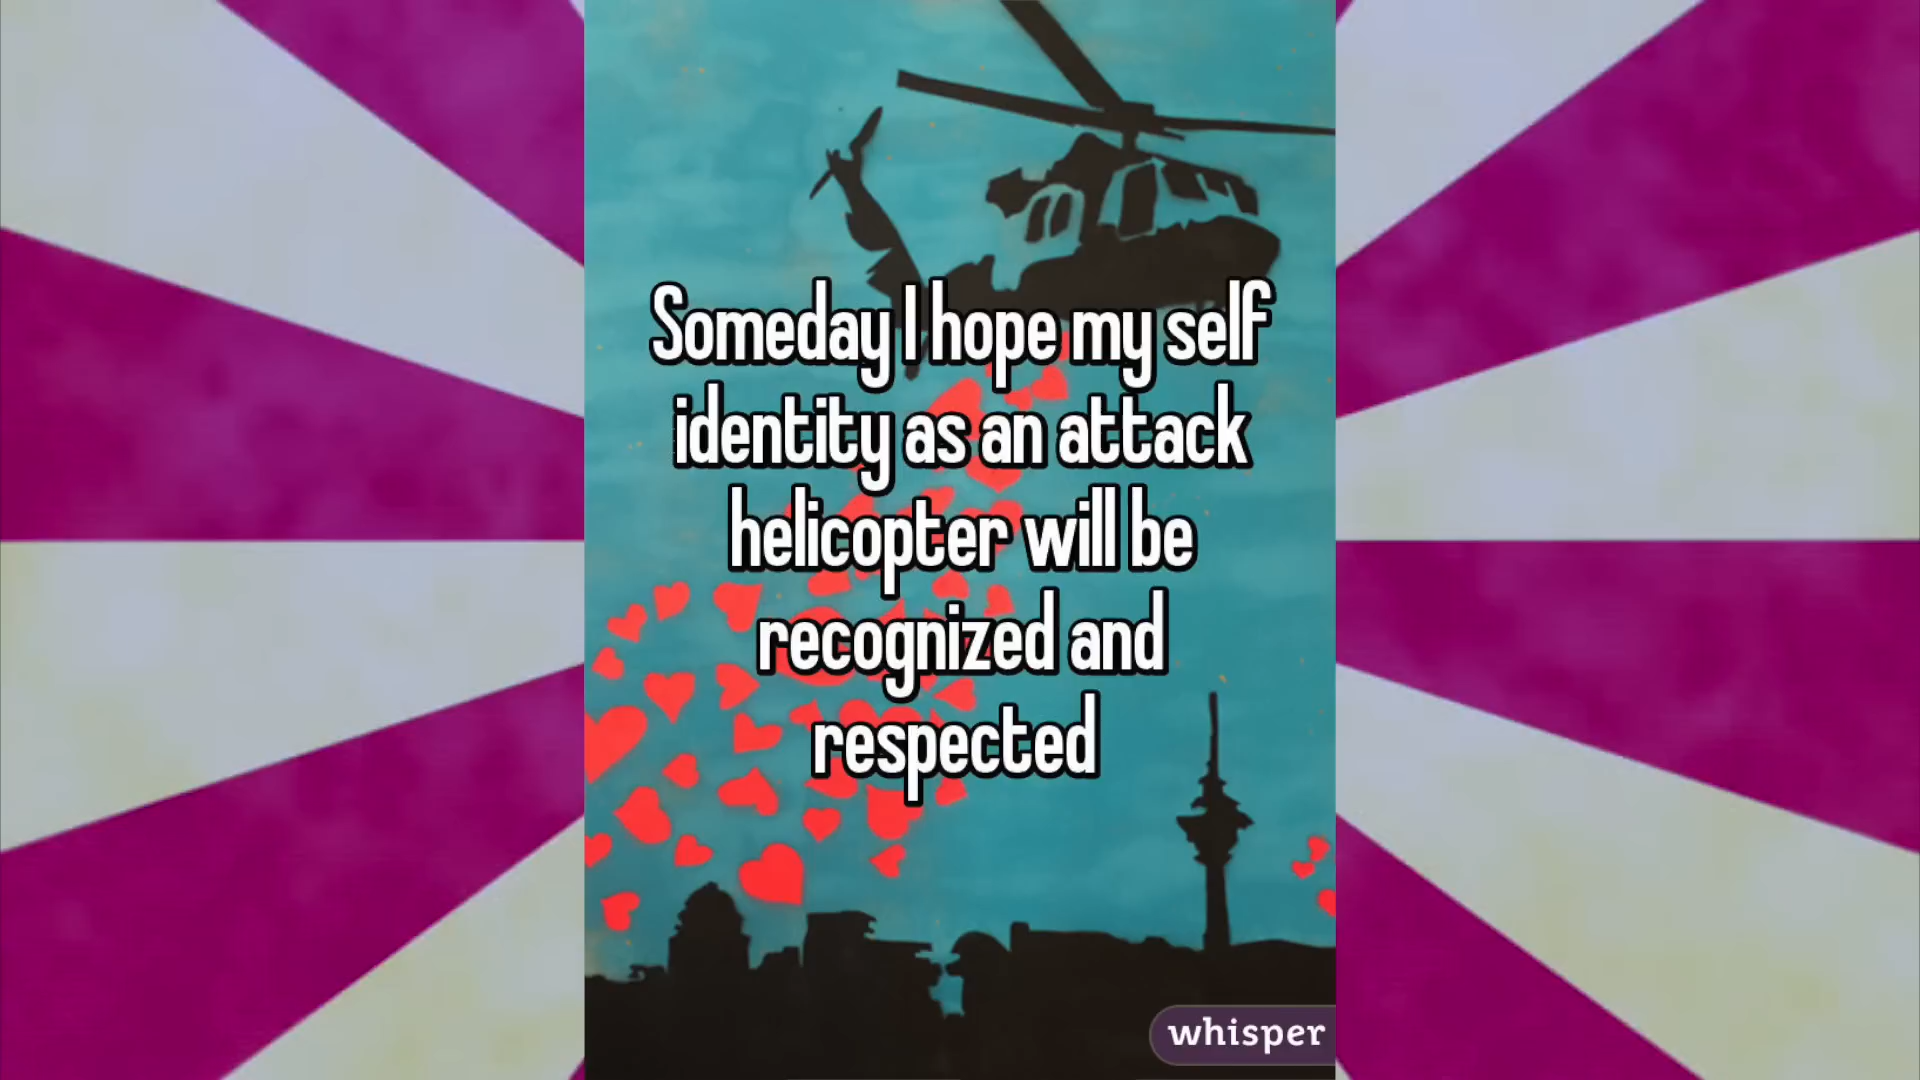 Someday I hope my self
identity as an attack
helicopter will be
recognized and
respected
whisper